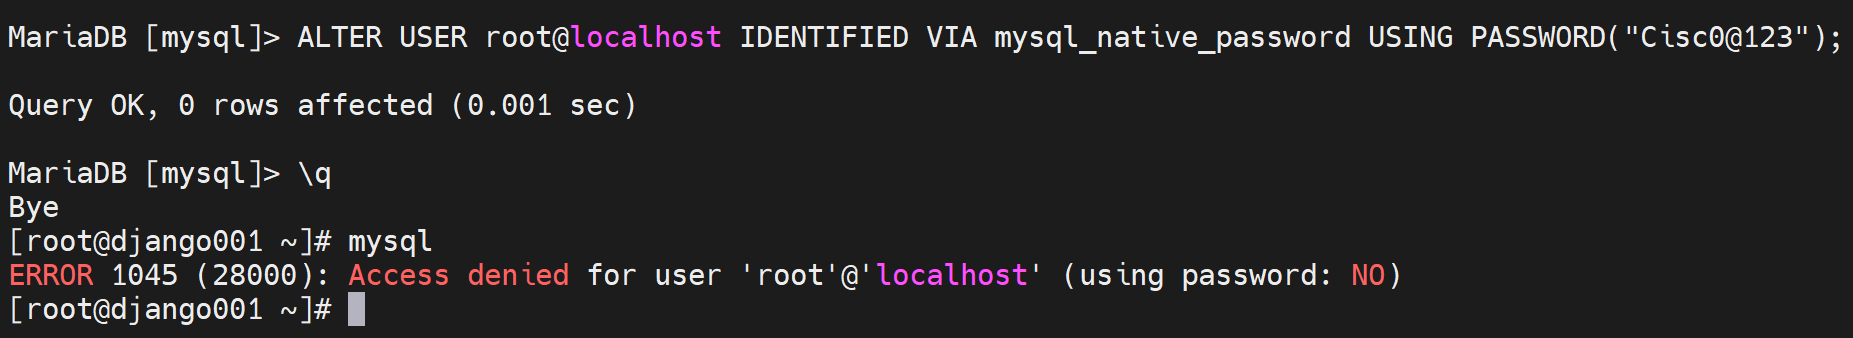 MariaDB [mysql]> ALTER USER root@localhost IDENTIFIED VIA mysql_native_password USING PASSWORD("Cisc0@123");
Query OK, 0 rows affected (0.001 sec)
MariaDB [mysql]> \q
Bye
[root@django001 ~]# mysql
ERROR 1045 (28000): Access denied for user 'root'@'localhost' (using password: NO)
[root@django001 ~]#